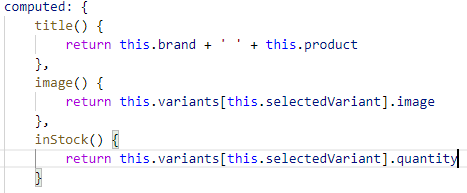 computed: {
    title() {
        return this.brand + ' ' + this.product
    },
    image() {
        return this.variants[this.selectedVariant].image
    },
    inStock() {
        return this.variants[this.selectedVariant].quantity
    }